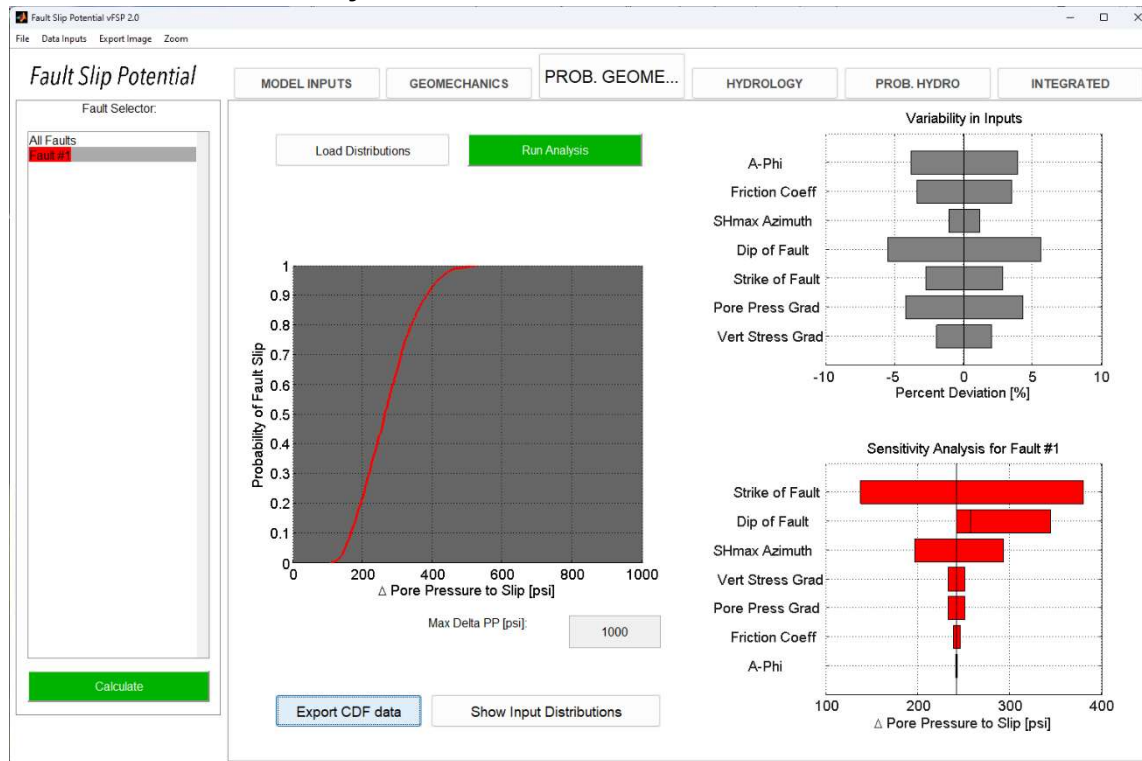 Fault Slip Potential vFSP 2.0
File Data Inputs Export Image Zoom
Fault Slip Potential
MODEL INPUTS
GEOMECHANICS
PROB. GEOME...
HYDROLOGY
PROB. HYDRO
INTEGRATED
Fault Selector:
All Faults
Fault #1
Calculate
Load Distributions
Run Analysis
1
0.9
0.8
0.7
0.6
0.5
0.4
0.3
0.2
0.1
0
Probability of Fault Slip
0 200 400 600 800 1000
Δ Pore Pressure to Slip [psi]
Max Delta PP [psi]:
1000
Export CDF data
Show Input Distributions
Variability in Inputs
A-Phi
Friction Coeff
SHmax Azimuth
Dip of Fault
Strike of Fault
Pore Press Grad
Vert Stress Grad
-10 -5 0 5 10
Percent Deviation [%]
Sensitivity Analysis for Fault #1
Strike of Fault
Dip of Fault
SHmax Azimuth
Vert Stress Grad
Pore Press Grad
Friction Coeff
A-Phi
100 200 300 400
Δ Pore Pressure to Slip [psi]